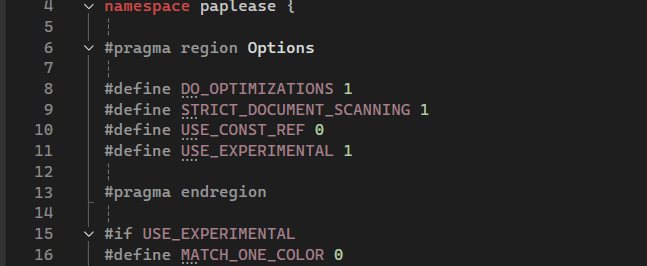 4 namespace paplease {
5
6 #pragma region Options
7
8 #define DO_OPTIMIZATIONS 1
9 #define STRICT_DOCUMENT_SCANNING 1
10 #define USE_CONST_REF 0
11 #define USE_EXPERIMENTAL 1
12
13 #pragma endregion
14
15 #if USE_EXPERIMENTAL
16 #define MATCH_ONE_COLOR 0